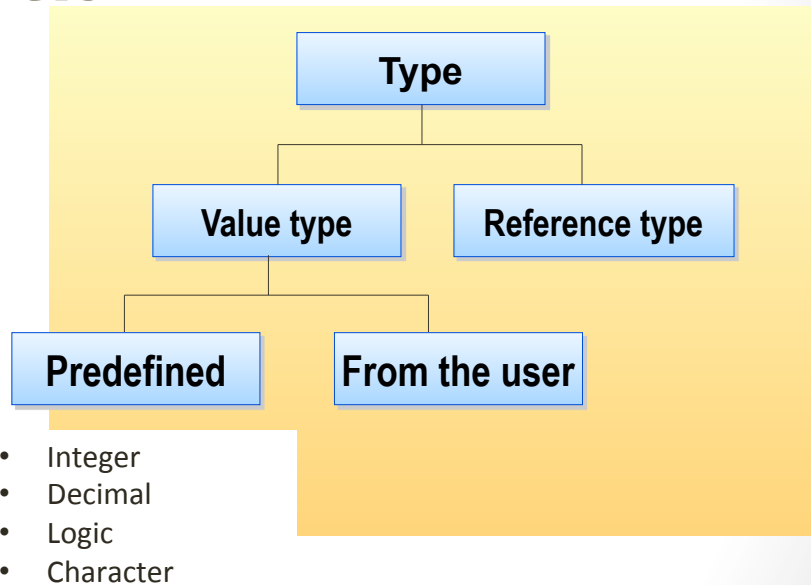 Type
Value type Reference type
Predefined From the user
• Integer
• Decimal
• Logic
• Character